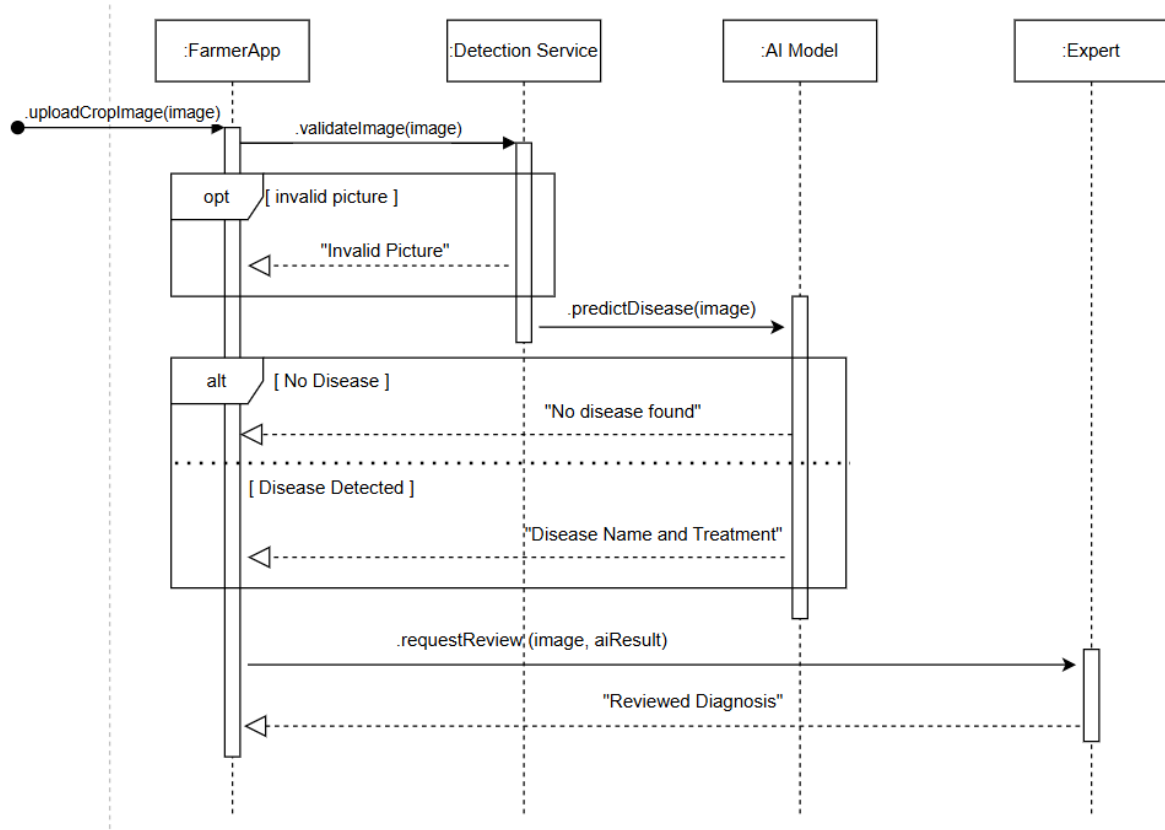 :FarmerApp
:Detection Service
:AI Model
:Expert
.uploadCropImage(image)
.validateImage(image)
opt
[ invalid picture ]
"Invalid Picture"
.predictDisease(image)
alt
[ No Disease ]
"No disease found"
[ Disease Detected ]
"Disease Name and Treatment"
.requestReview (image, aiResult)
"Reviewed Diagnosis"